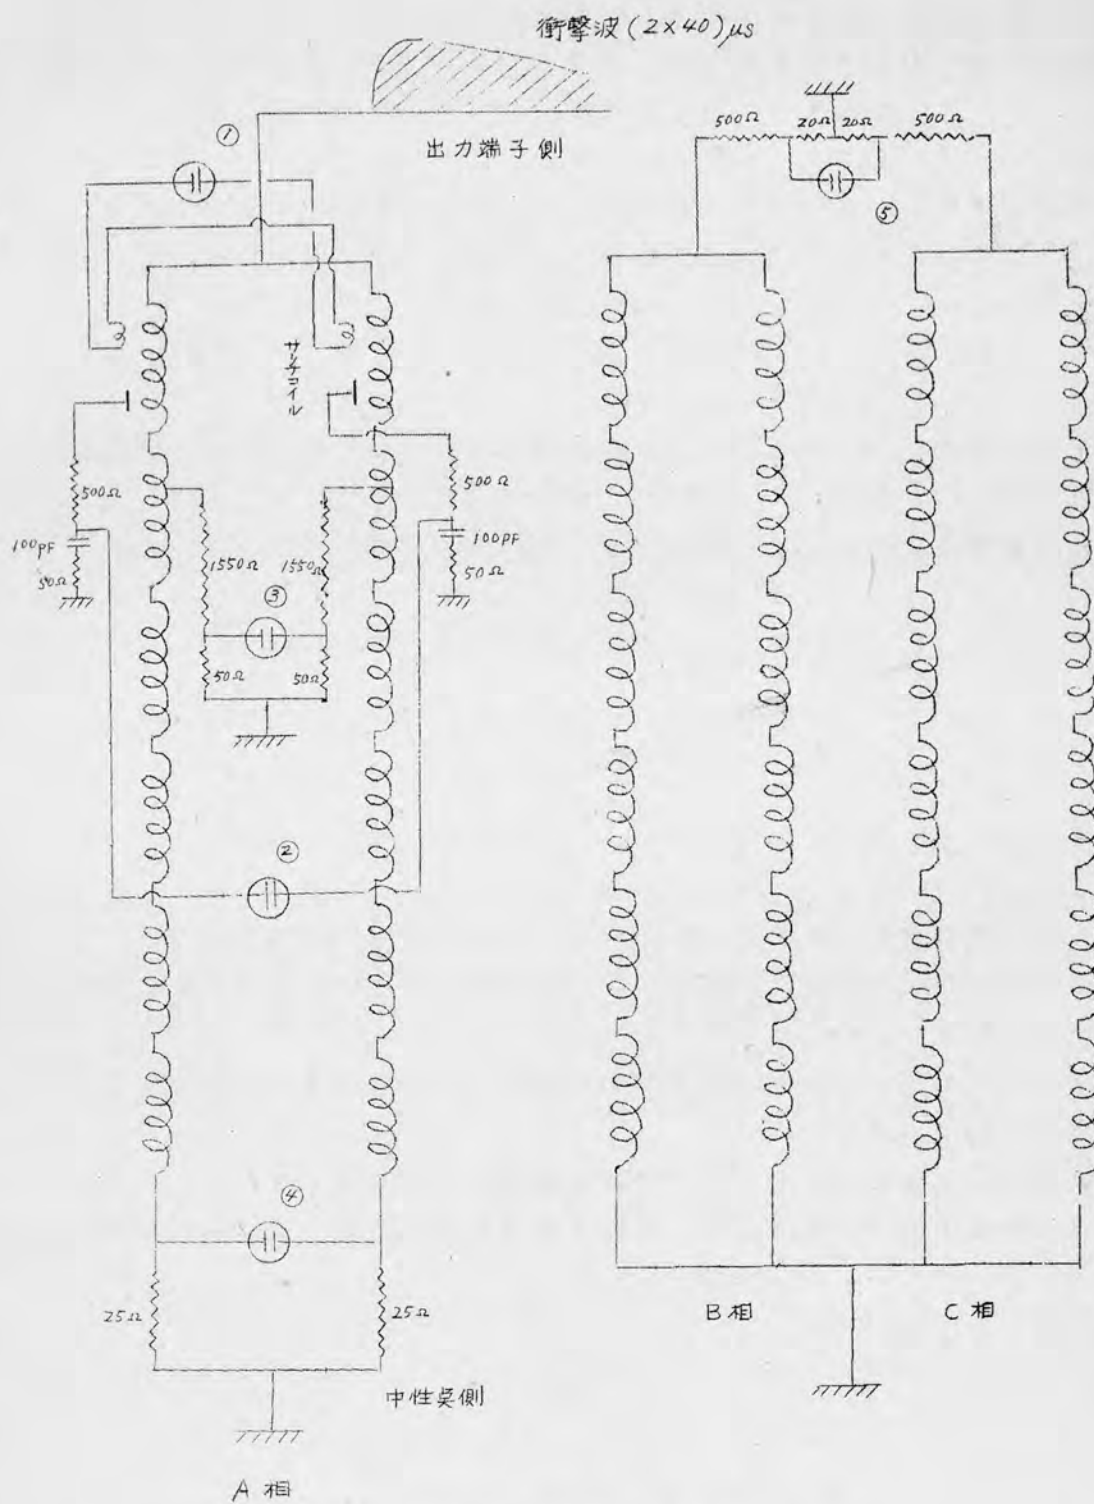 衝撃波(2×40)μs
出力端子側
①
500Ω
20Ω
20Ω
500Ω
⑤
サーチコイル
500Ω
100PF
50Ω
500Ω
100PF
50Ω
1550Ω
1550Ω
③
50Ω
50Ω
②
④
25Ω
25Ω
中性点側
A相
B相
C相